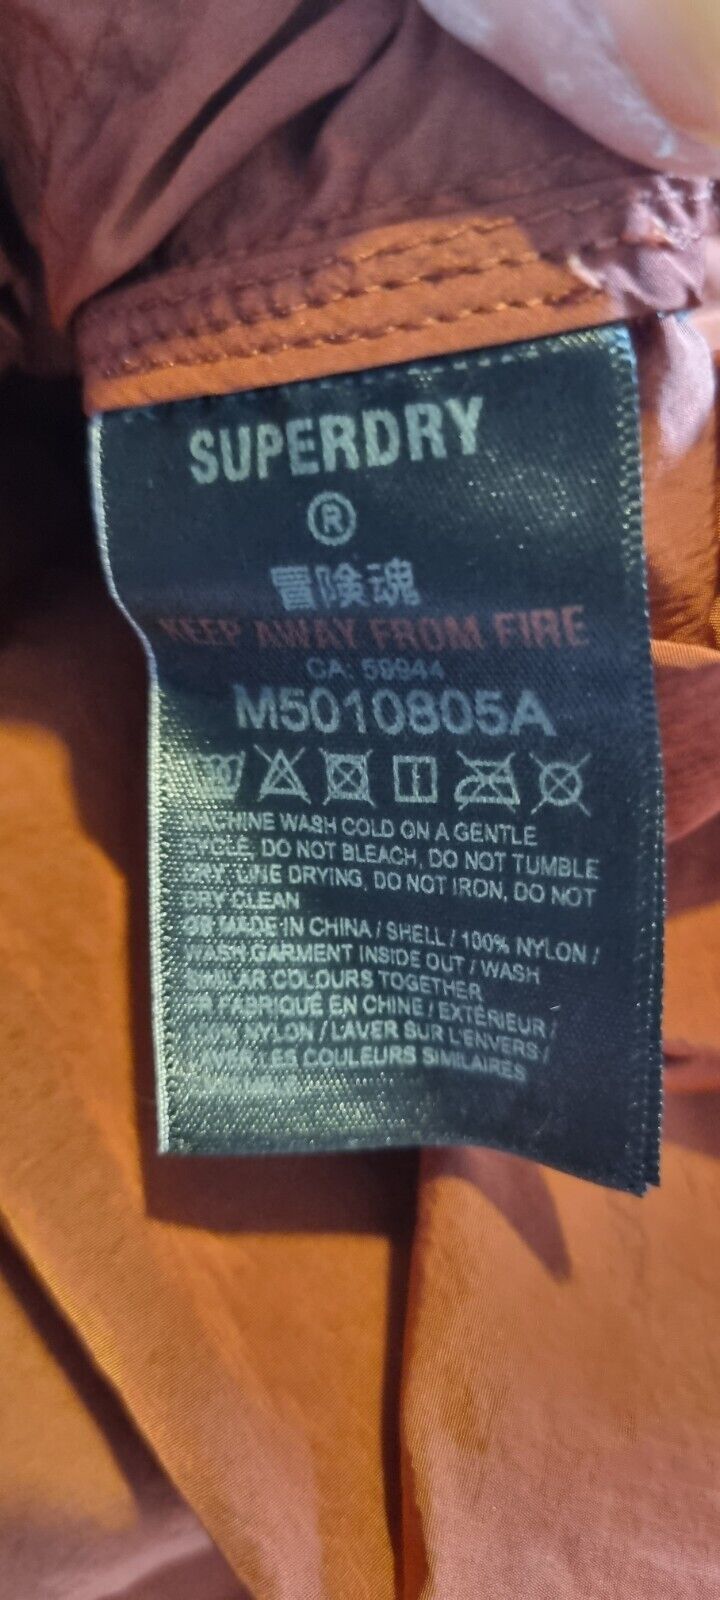 SUPERDRY
®
冒険魂
KEEP AWAY FROM FIRE
CA: 59944
M5010805A
MACHINE WASH COLD ON A GENTLE
CYCLE, DO NOT BLEACH, DO NOT TUMBLE
DRY, LINE DRYING, DO NOT IRON, DO NOT
DRY CLEAN
GB MADE IN CHINA / SHELL / 100% NYLON /
WASH GARMENT INSIDE OUT / WASH
SIMILAR COLOURS TOGETHER
FR FABRIQUÉ EN CHINE / EXTÉRIEUR /
100% NYLON / LAVER SUR L'ENVERS /
LAVER LES COULEURS SIMILAIRES